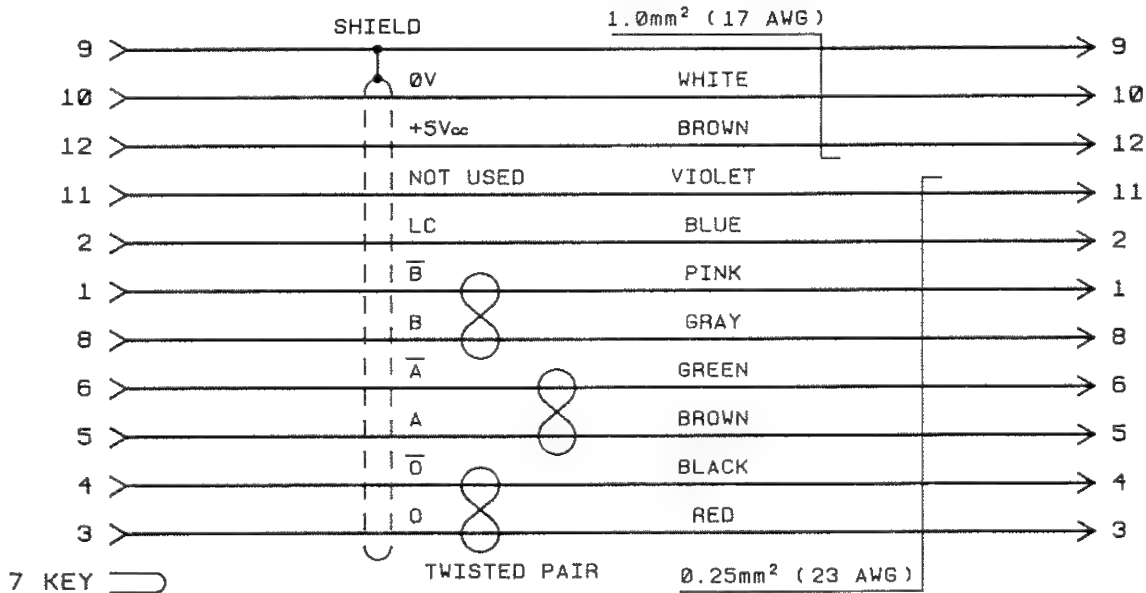 1.0mm² (17 AWG)
SHIELD
9 9
0V WHITE
10 10
+5Vcc BROWN
12 12
NOT USED VIOLET
11 11
LC BLUE
2 2
B̅ PINK
1 1
B GRAY
8 8
A̅ GREEN
6 6
A BROWN
5 5
O̅ BLACK
4 4
O RED
3 3
7 KEY
TWISTED PAIR
0.25mm² (23 AWG)